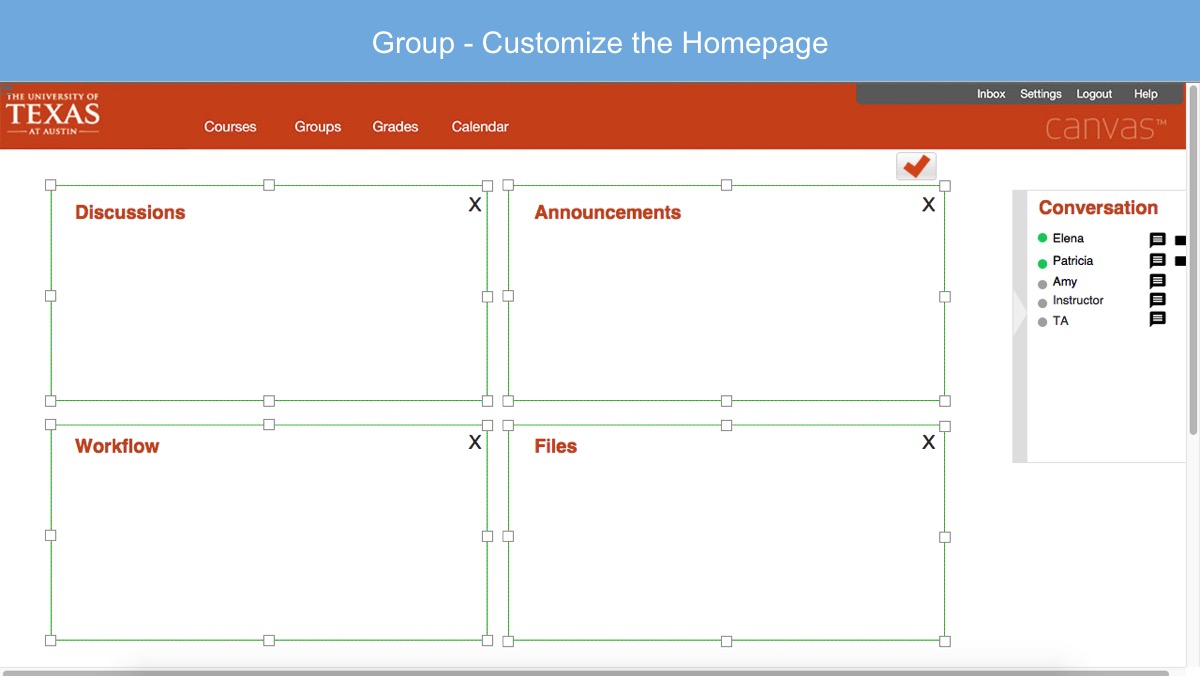 Group - Customize the Homepage
THE UNIVERSITY OF
TEXAS
AT AUSTIN
Inbox Settings Logout Help
Courses Groups Grades Calendar
canvas™
Discussions X
Announcements X
Conversation
Elena
Patricia
Amy
Instructor
TA
Workflow X
Files X